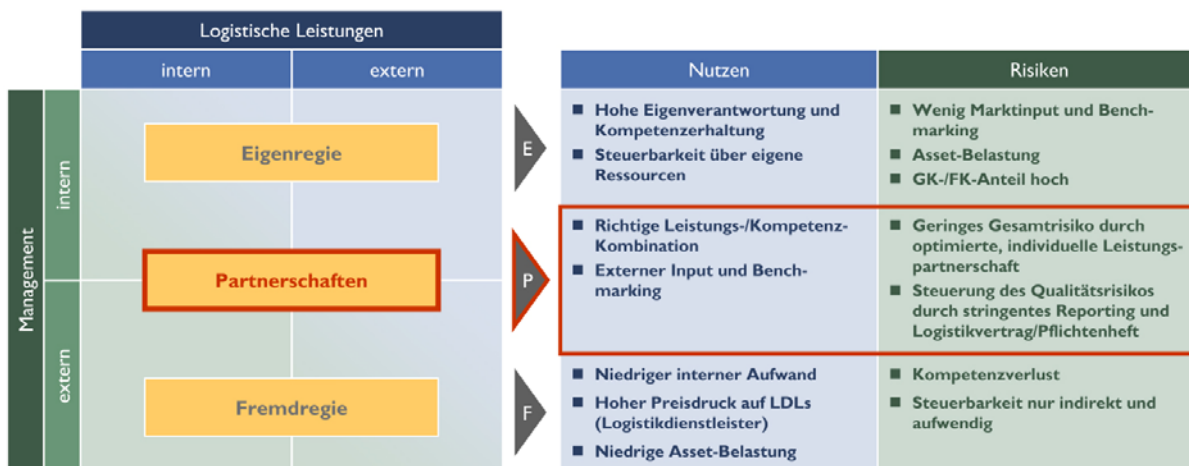 Logistische Leistungen
intern
extern
Nutzen
Risiken
Management
intern
extern
Eigenregie
E
■ Hohe Eigenverantwortung und
Kompetenzerhaltung
■ Steuerbarkeit über eigene
Ressourcen
■ Wenig Marktinput und Bench-
marking
■ Asset-Belastung
■ GK-/FK-Anteil hoch
Partnerschaften
P
■ Richtige Leistungs-/Kompetenz-
Kombination
■ Externer Input und Bench-
marking
■ Geringes Gesamtrisiko durch
optimierte, individuelle Leistungs-
partnerschaft
■ Steuerung des Qualitätsrisikos
durch stringentes Reporting und
Logistikvertrag/Pflichtenheft
Fremdregie
F
■ Niedriger interner Aufwand
■ Hoher Preisdruck auf LDLs
(Logistikdienstleister)
■ Niedrige Asset-Belastung
■ Kompetenzverlust
■ Steuerbarkeit nur indirekt und
aufwendig